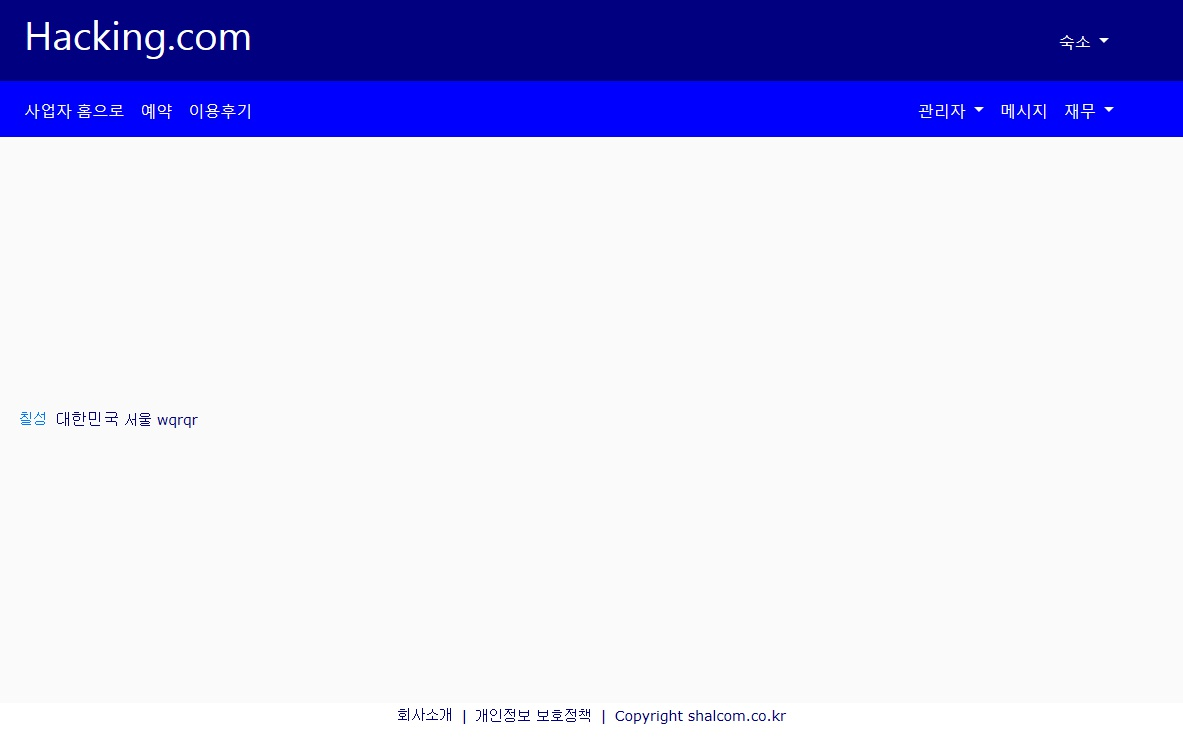 Hacking.com 숙소
사업자 홈으로 예약 이용후기 관리자 메시지 재무
칠성 대한민국 서울 wqrqr
회사소개 | 개인정보 보호정책 | Copyright shalcom.co.kr